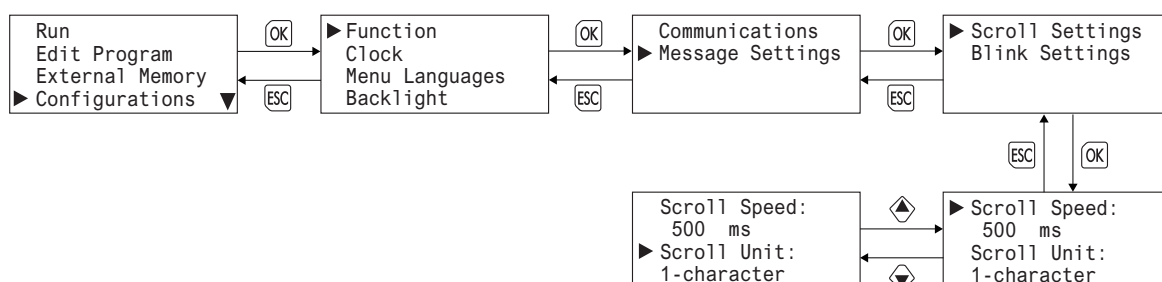 Run
Edit Program
External Memory
Configurations
OK
ESC
Function
Clock
Menu Languages
Backlight
OK
ESC
Communications
Message Settings
OK
ESC
Scroll Settings
Blink Settings
ESC
OK
Scroll Speed:
500 ms
Scroll Unit:
1-character
Scroll Speed:
500 ms
Scroll Unit:
1-character